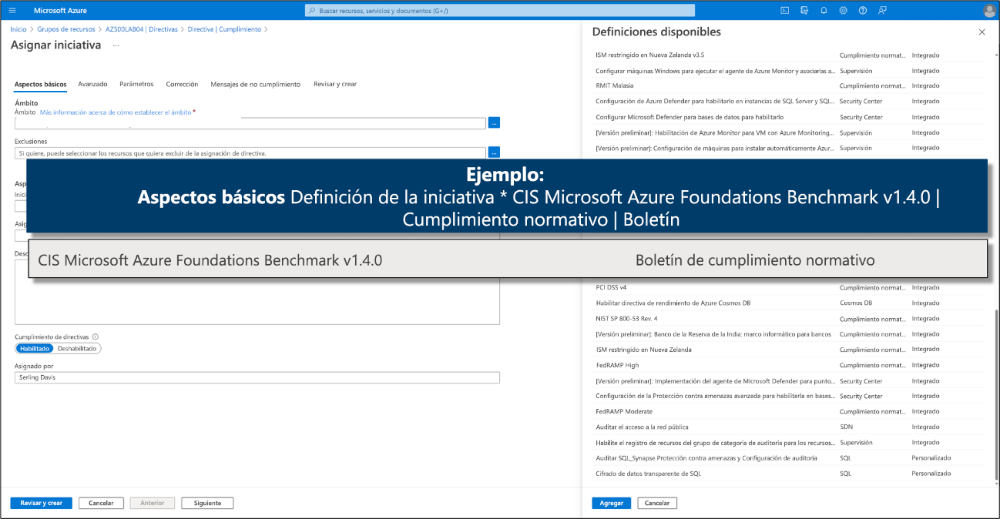 Microsoft Azure
Buscar recursos, servicios y documentos (G+/)
Inicio > Grupos de recursos > AZ500LAB04 | Directivas > Directiva | Cumplimiento >
Asignar iniciativa ...
Aspectos básicos Avanzado Parámetros Corrección Mensajes de no cumplimiento Revisar y crear
Ámbito
Ámbito Más información acerca de cómo establecer el ámbito *
...
Exclusiones
Si quiere, puede seleccionar los recursos que quiera excluir de la asignación de directiva.
...
Asp
Inici
Asig
Desc
Cumplimiento de directivas
Habilitado Deshabilitado
Asignado por
Serling Davis
Revisar y crear Cancelar Anterior Siguiente
Definiciones disponibles
ISM restringido en Nueva Zelanda v3.5 Cumplimiento normat... Integrado
Configurar máquinas Windows para ejecutar el agente de Azure Monitor y asociarlas a... Supervisión Integrado
RMIT Malasia Cumplimiento normat... Integrado
Configuración de Azure Defender para habilitarlo en instancias de SQL Server y SQL... Security Center Integrado
Configurar Microsoft Defender para bases de datos para habilitarlo Security Center Integrado
[Versión preliminar]: Habilitación de Azure Monitor para VM con Azure Monitoring... Supervisión Integrado
[Versión preliminar]: Configuración de máquinas para instalar automáticamente Azur... Supervisión Integrado
Ejemplo:
Aspectos básicos Definición de la iniciativa * CIS Microsoft Azure Foundations Benchmark v1.4.0 |
Cumplimiento normativo | Boletín
CIS Microsoft Azure Foundations Benchmark v1.4.0 Boletín de cumplimiento normativo
PCI DSS v4 Cumplimiento normat... Integrado
Habilitar directiva de rendimiento de Azure Cosmos DB Cosmos DB Integrado
NIST SP 800-53 Rev. 4 Cumplimiento normat... Integrado
[Versión preliminar]: Banco de la Reserva de la India: marco informático para bancos Cumplimiento normat... Integrado
ISM restringido en Nueva Zelanda Cumplimiento normat... Integrado
FedRAMP High Cumplimiento normat... Integrado
[Versión preliminar]: Implementación del agente de Microsoft Defender para punto... Security Center Integrado
Configuración de la Protección contra amenazas avanzada para habilitarla en bases... Security Center Integrado
FedRAMP Moderate Cumplimiento normat... Integrado
Auditar el acceso a la red pública SDN Integrado
Habilite el registro de recursos del grupo de categoría de auditoría para los recursos... Supervisión Integrado
Auditar SQL_Synapse Protección contra amenazas y Configuración de auditoría SQL Personalizado
Cifrado de datos transparente de SQL SQL Personalizado
Agregar Cancelar